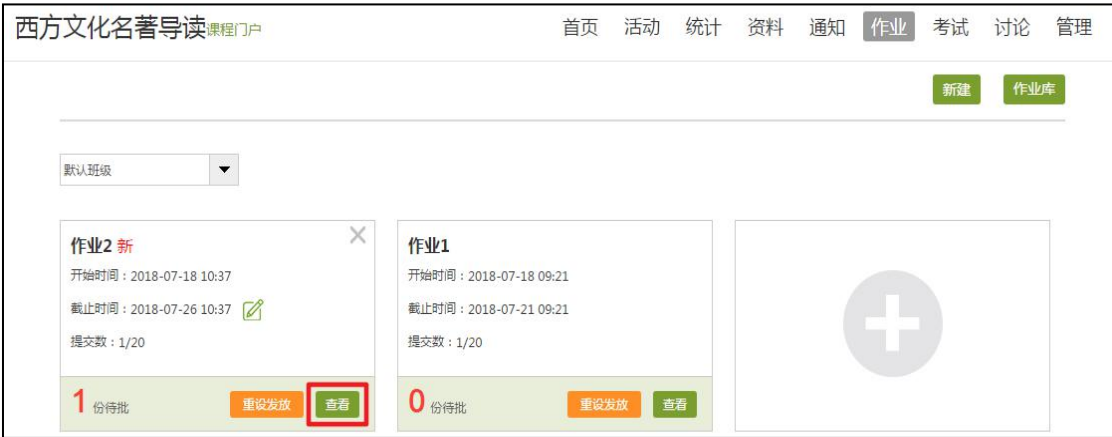 西方文化名著导读课程门户 首页 活动 统计 资料 通知 作业 考试 讨论 管理
新建 作业库
默认班级
作业2 新
开始时间：2018-07-18 10:37
截止时间：2018-07-26 10:37
提交数：1/20
1 份待批 重设发放 查看
作业1
开始时间：2018-07-18 09:21
截止时间：2018-07-21 09:21
提交数：1/20
0 份待批 重设发放 查看